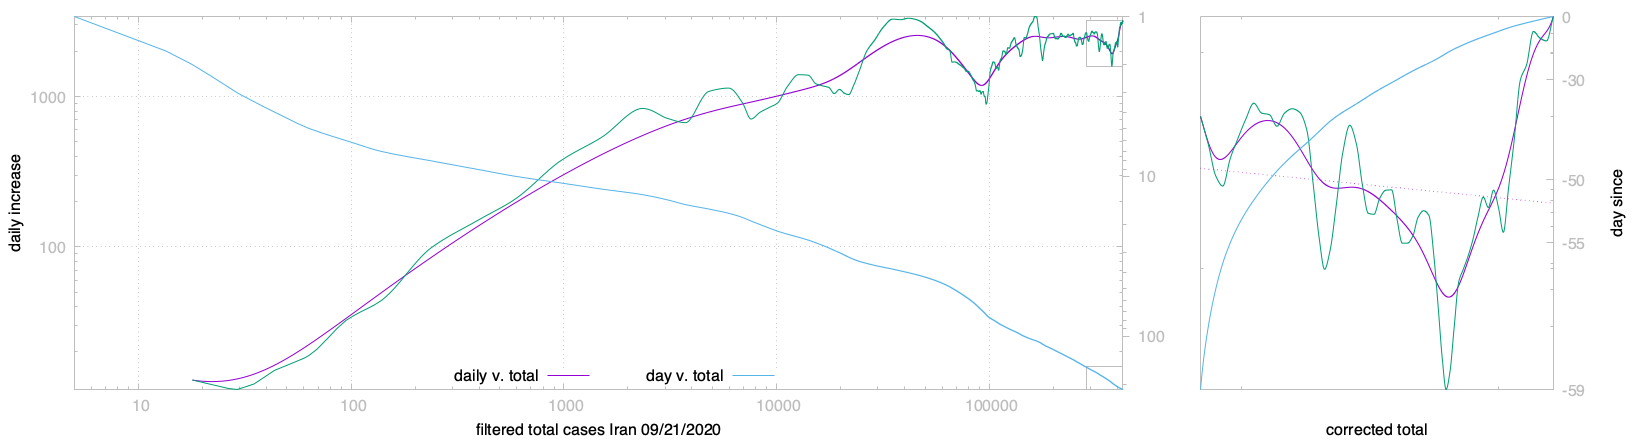 1000
100
daily increase
10
100
1000
10000
100000
1
10
100
daily v. total
day v. total
filtered total cases Iran 09/21/2020
0
-30
-50
-55
-59
day since
corrected total